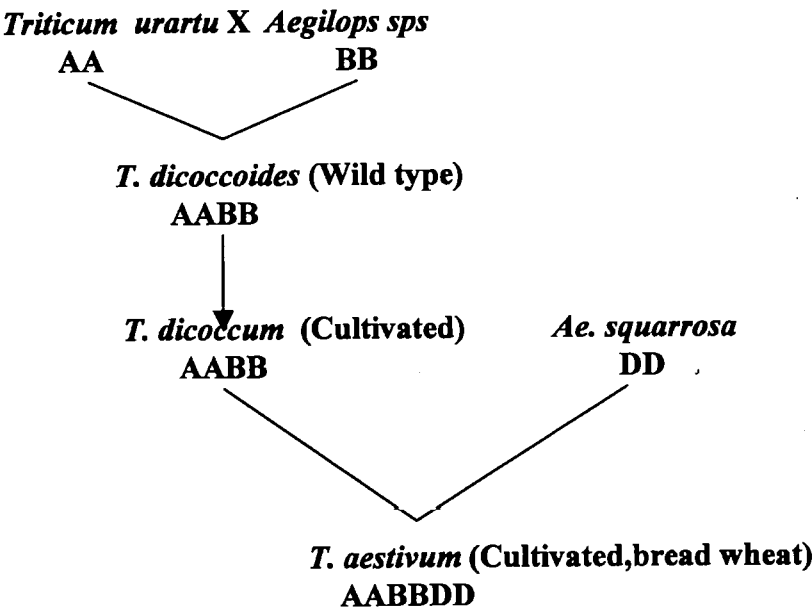 Triticum urartu X Aegilops sps
AA BB
T. dicoccoides (Wild type)
AABB
T. dicoccum (Cultivated) Ae. squarrosa
AABB DD
T. aestivum (Cultivated,bread wheat)
AABBDD